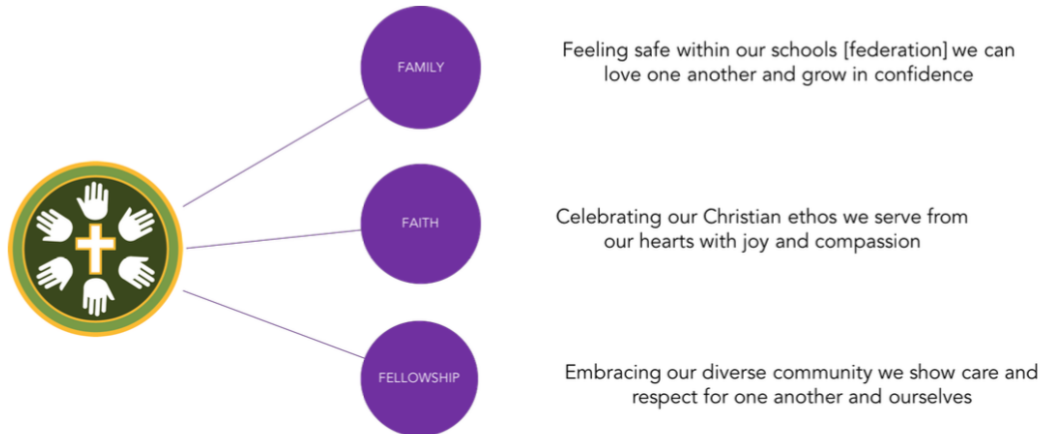 FAMILY
Feeling safe within our schools [federation] we can
love one another and grow in confidence
FAITH
Celebrating our Christian ethos we serve from
our hearts with joy and compassion
FELLOWSHIP
Embracing our diverse community we show care and
respect for one another and ourselves